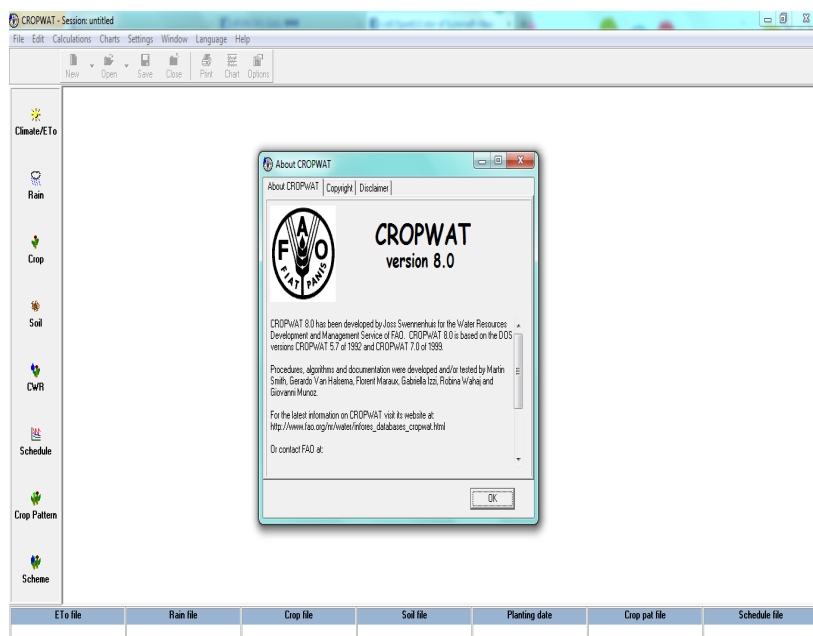 CROPWAT - Session: untitled
File Edit Calculations Charts Settings Window Language Help
New Open Save Close Print Chart Options
Climate/ETo
Rain
Crop
Soil
CWR
Schedule
Crop Pattern
Scheme
About CROPWAT
About CROPWAT Copyright Disclaimer
F A O
FIAT PANIS
CROPWAT
version 8.0
CROPWAT 8.0 has been developed by Joss Swennenhuis for the Water Resources
Development and Management Service of FAO. CROPWAT 8.0 is based on the DOS
versions CROPWAT 5.7 of 1992 and CROPWAT 7.0 of 1999.
Procedures, algorithms and documentation were developed and/or tested by Martin
Smith, Gerardo Van Halsema, Florent Maraux, Gabriella Izzi, Robina Wahaj and
Giovanni Munoz.
For the latest information on CROPWAT visit its website at:
http://www.fao.org/nr/water/infores_databases_cropwat.html
Or contact FAO at:
OK
ETo file Rain file Crop file Soil file Planting date Crop pat file Schedule file